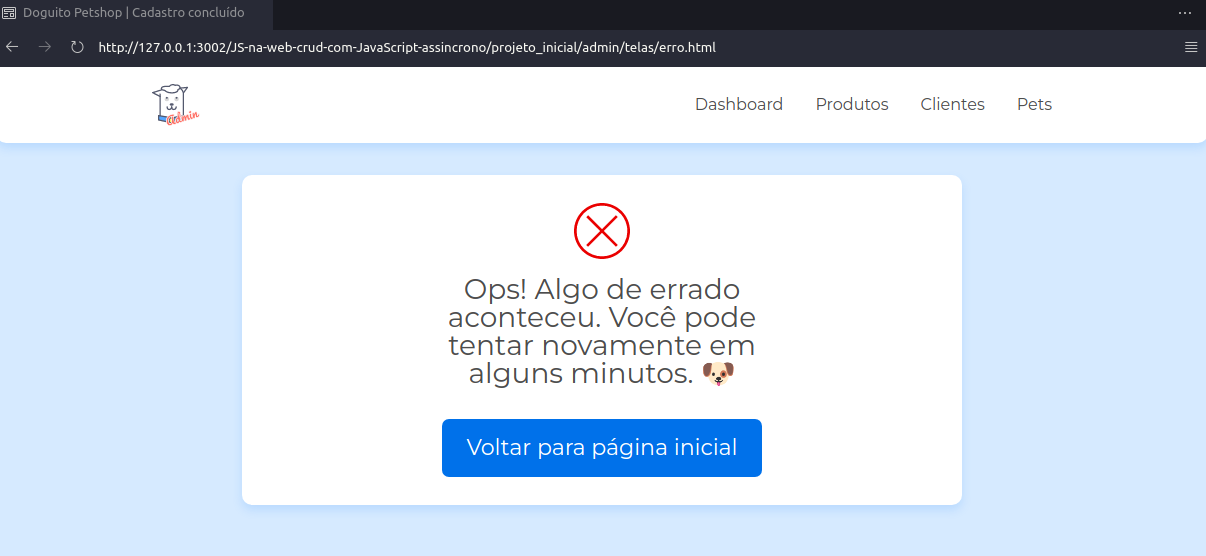 Doguito Petshop | Cadastro concluído
http://127.0.0.1:3002/JS-na-web-crud-com-JavaScript-assincrono/projeto_inicial/admin/telas/erro.html
@dmin
Dashboard Produtos Clientes Pets
Ops! Algo de errado
aconteceu. Você pode
tentar novamente em
alguns minutos. 🐶
Voltar para página inicial